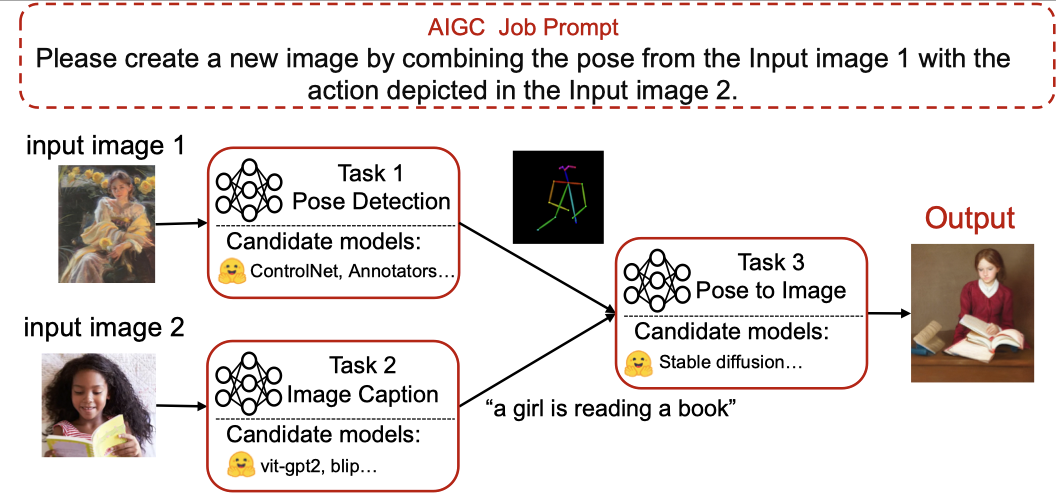 AIGC Job Prompt
Please create a new image by combining the pose from the Input image 1 with the
action depicted in the Input image 2.
input image 1
Task 1
Pose Detection
Candidate models:
ControlNet, Annotators...
input image 2
Task 2
Image Caption
Candidate models:
vit-gpt2, blip...
"a girl is reading a book"
Task 3
Pose to Image
Candidate models:
Stable diffusion...
Output